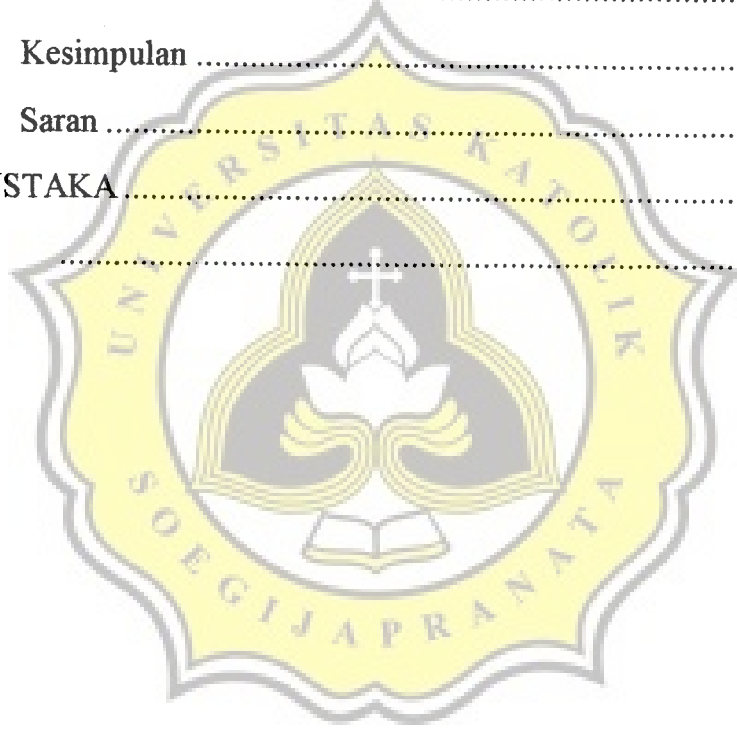 Kesimpulan ..........................................................
Saran ....................................................................
STAKA ..................................................................
UNIVERSITAS KATOLIK
SOEGIJAPRANATA